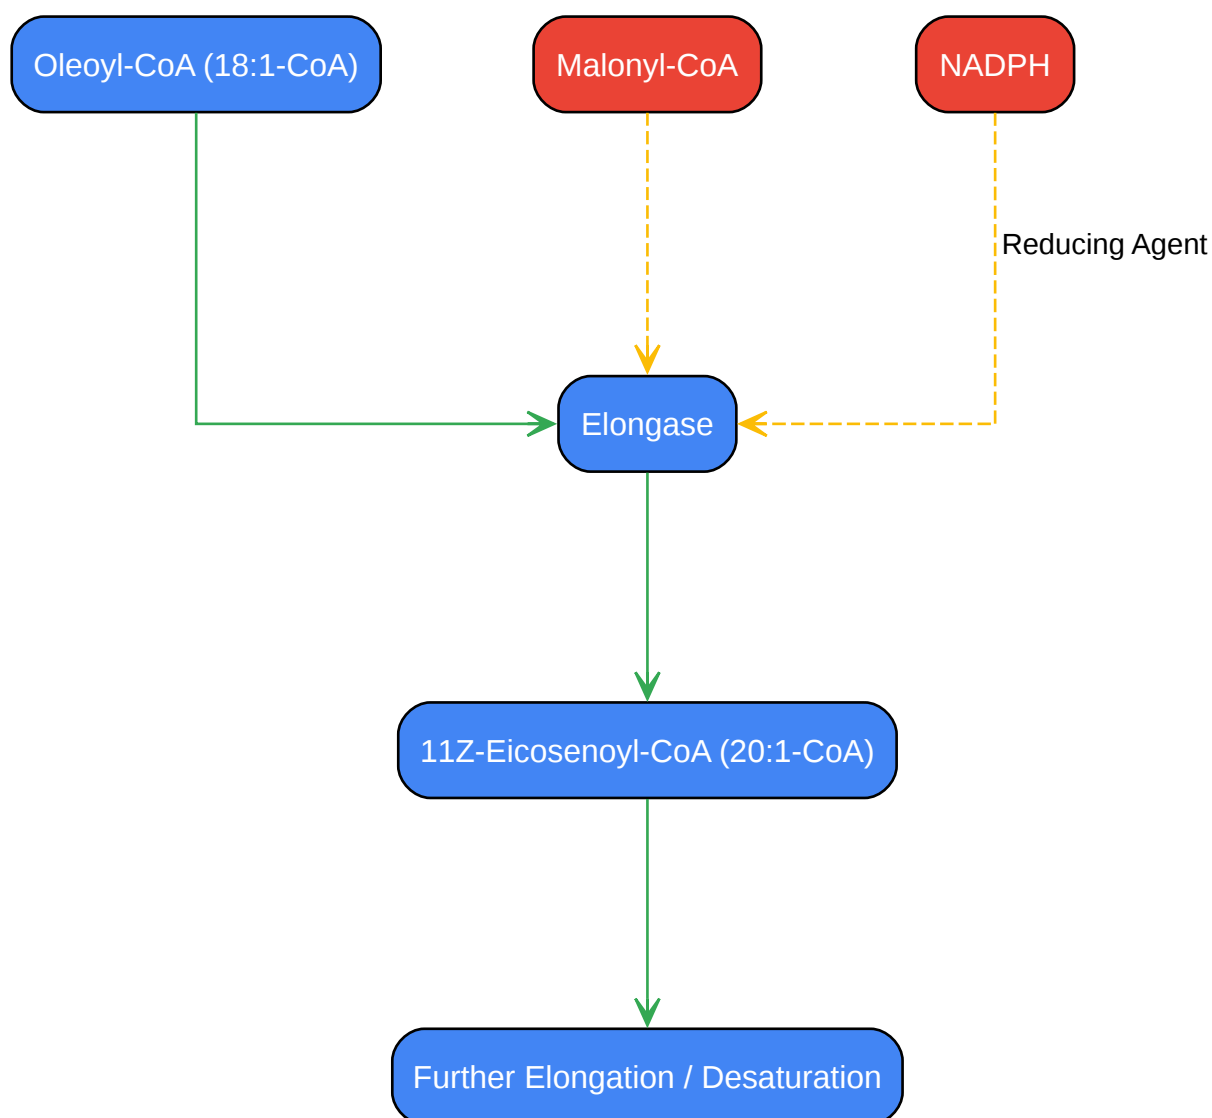 Oleoyl-CoA (18:1-CoA)
Malonyl-CoA
NADPH
Reducing Agent
Elongase
11Z-Eicosenoyl-CoA (20:1-CoA)
Further Elongation / Desaturation